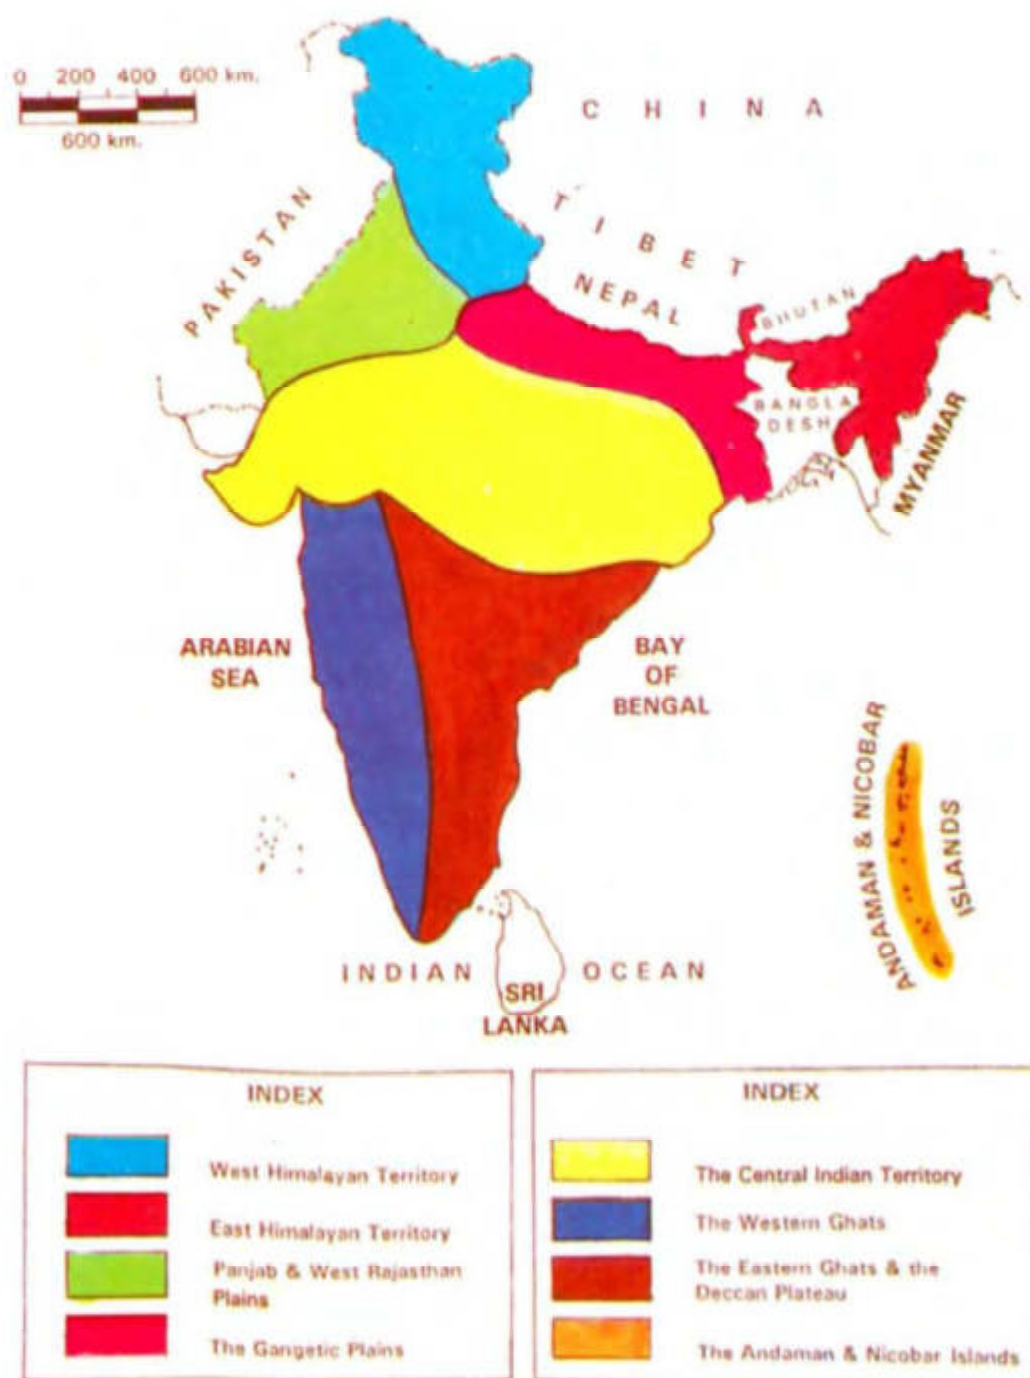 0 200 400 600 km.
600 km.
CHINA
TIBET
NEPAL
PAKISTAN
BHUTAN
BANGLA
DESH
MYANMAR
ARABIAN
SEA
BAY
OF
BENGAL
ANDAMAN & NICOBAR
ISLANDS
INDIAN OCEAN
SRI
LANKA
INDEX
West Himalayan Territory
East Himalayan Territory
Panjab & West Rajasthan
Plains
The Gangetic Plains
INDEX
The Central Indian Territory
The Western Ghats
The Eastern Ghats & the
Deccan Plateau
The Andaman & Nicobar Islands